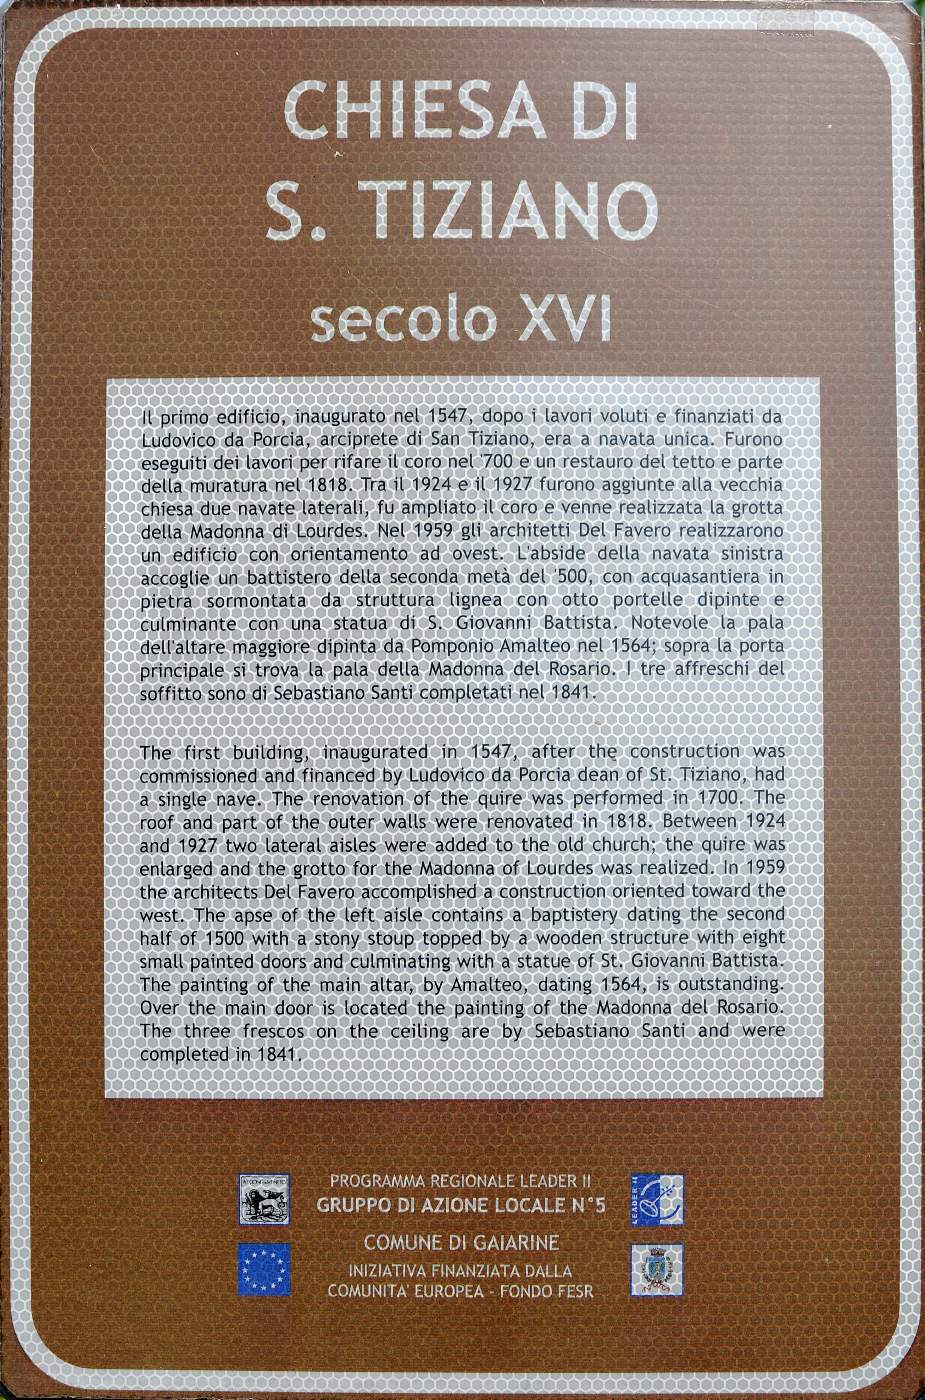 CHIESA DI
S. TIZIANO
secolo XVI
Il primo edificio, inaugurato nel 1547, dopo i lavori voluti e finanziati da
Ludovico da Porcia, arciprete di San Tiziano, era a navata unica. Furono
eseguiti dei lavori per rifare il coro nel '700 e un restauro del tetto e parte
della muratura nel 1818. Tra il 1924 e il 1927 furono aggiunte alla vecchia
chiesa due navate laterali, fu ampliato il coro e venne realizzata la grotta
della Madonna di Lourdes. Nel 1959 gli architetti Del Favero realizzarono
un edificio con orientamento ad ovest. L'abside della navata sinistra
accoglie un battistero della seconda metà del '500, con acquasantiera in
pietra sormontata da struttura lignea con otto portelle dipinte e
culminante con una statua di S. Giovanni Battista. Notevole la pala
dell'altare maggiore dipinta da Pomponio Amalteo nel 1564; sopra la porta
principale si trova la pala della Madonna del Rosario. I tre affreschi del
soffitto sono di Sebastiano Santi completati nel 1841.
The first building, inaugurated in 1547, after the construction was
commissioned and financed by Ludovico da Porcia dean of St. Tiziano, had
a single nave. The renovation of the quire was performed in 1700. The
roof and part of the outer walls were renovated in 1818. Between 1924
and 1927 two lateral aisles were added to the old church; the quire was
enlarged and the grotto for the Madonna of Lourdes was realized. In 1959
the architects Del Favero accomplished a construction oriented toward the
west. The apse of the left aisle contains a baptistery dating the second
half of 1500 with a stony stoup topped by a wooden structure with eight
small painted doors and culminating with a statue of St. Giovanni Battista.
The painting of the main altar, by Amalteo, dating 1564, is outstanding.
Over the main door is located the painting of the Madonna del Rosario.
The three frescos on the ceiling are by Sebastiano Santi and were
completed in 1841.
PROGRAMMA REGIONALE LEADER II
GRUPPO DI AZIONE LOCALE N°5
LEADER II
COMUNE DI GAIARINE
INIZIATIVA FINANZIATA DALLA
COMUNITA' EUROPEA - FONDO FESR